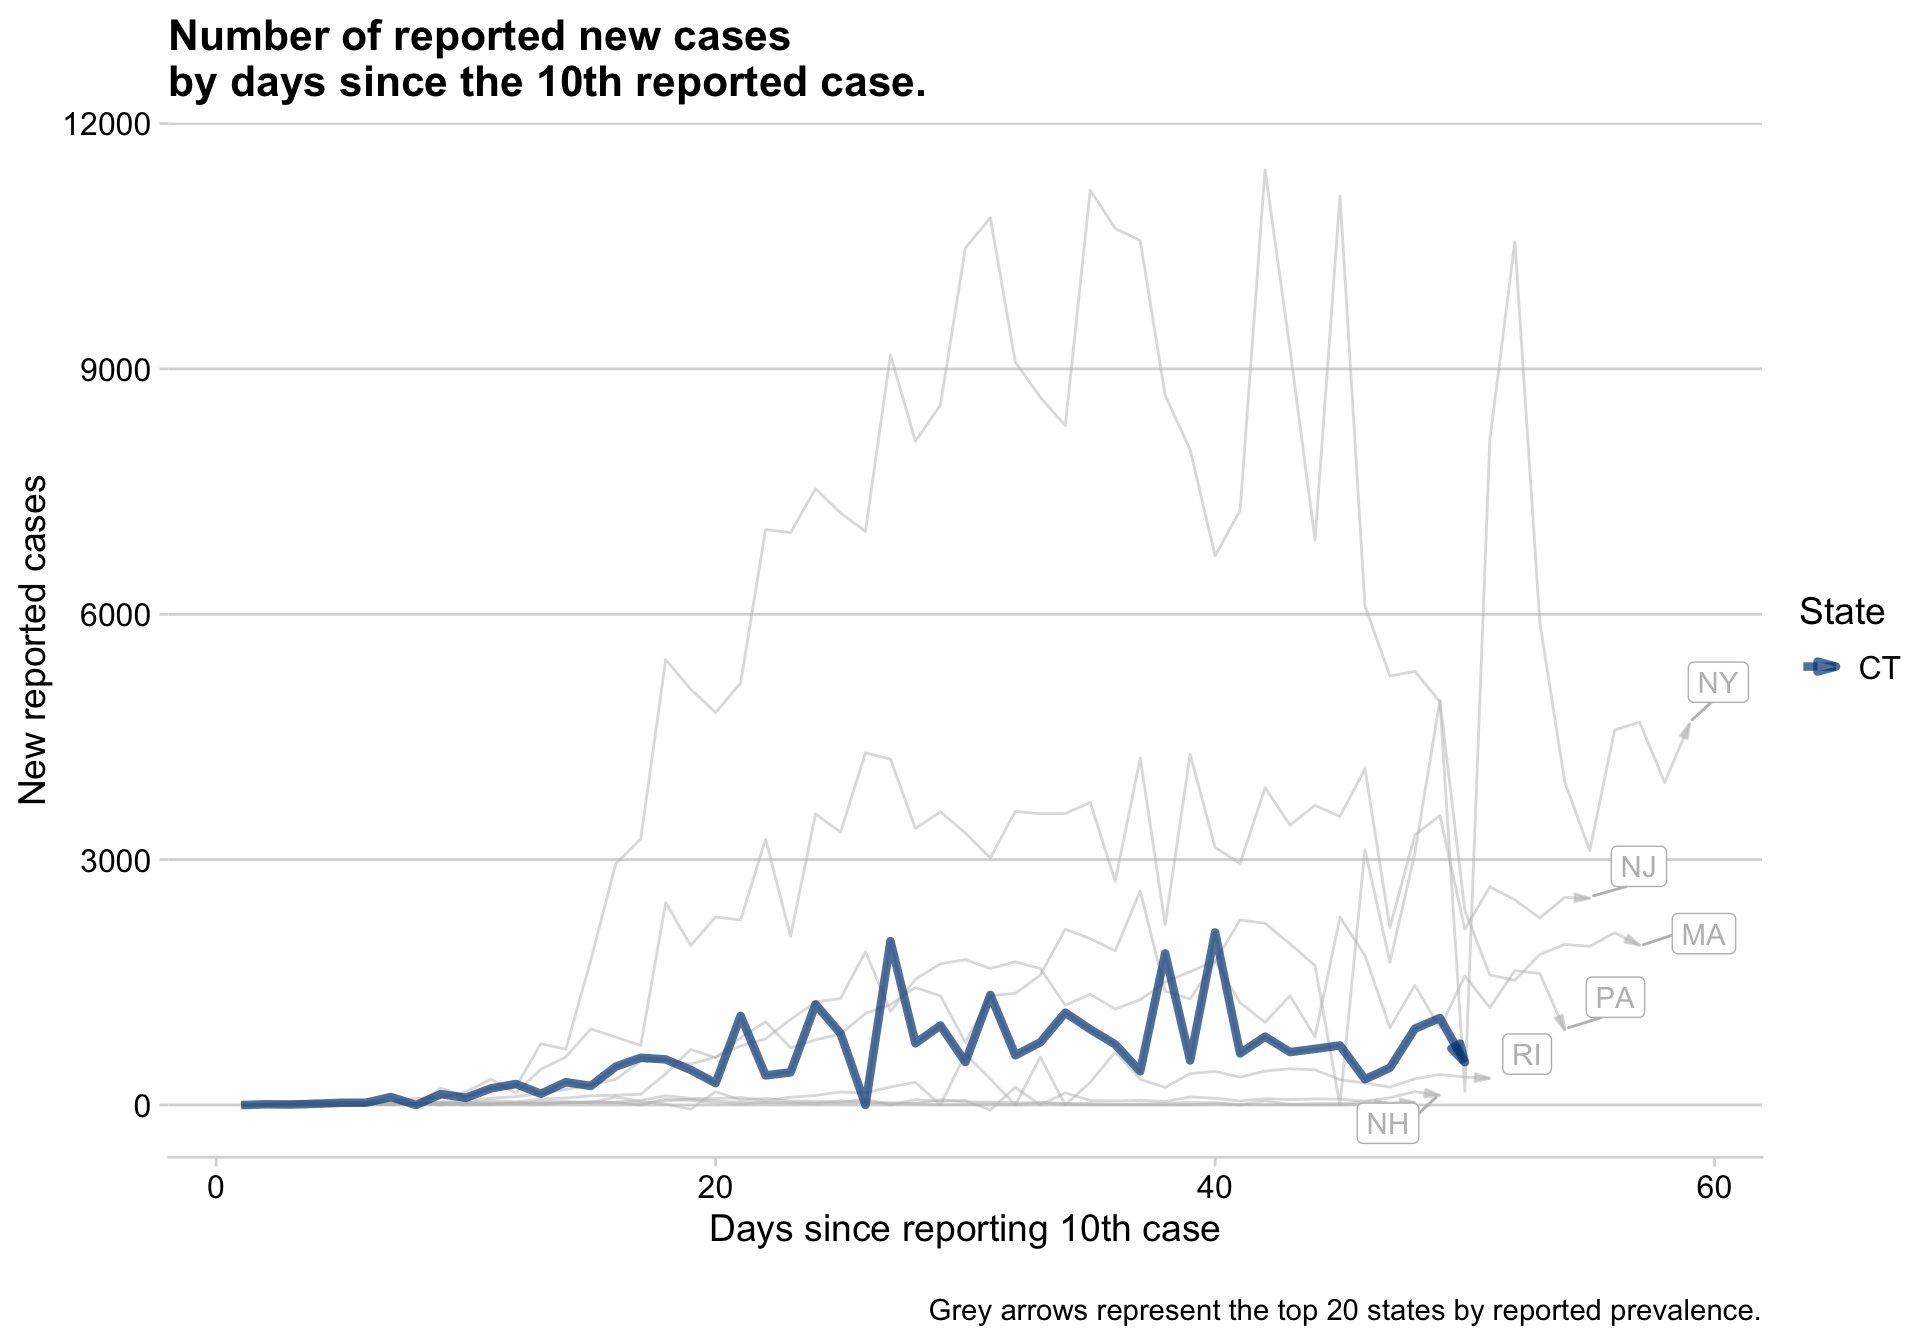 Number of reported new cases
by days since the 10th reported case.
12000
9000
6000
3000
0
New reported cases
NY
NJ
MA
PA
RI
NH
State
CT
0
20
40
60
Days since reporting 10th case
Grey arrows represent the top 20 states by reported prevalence.